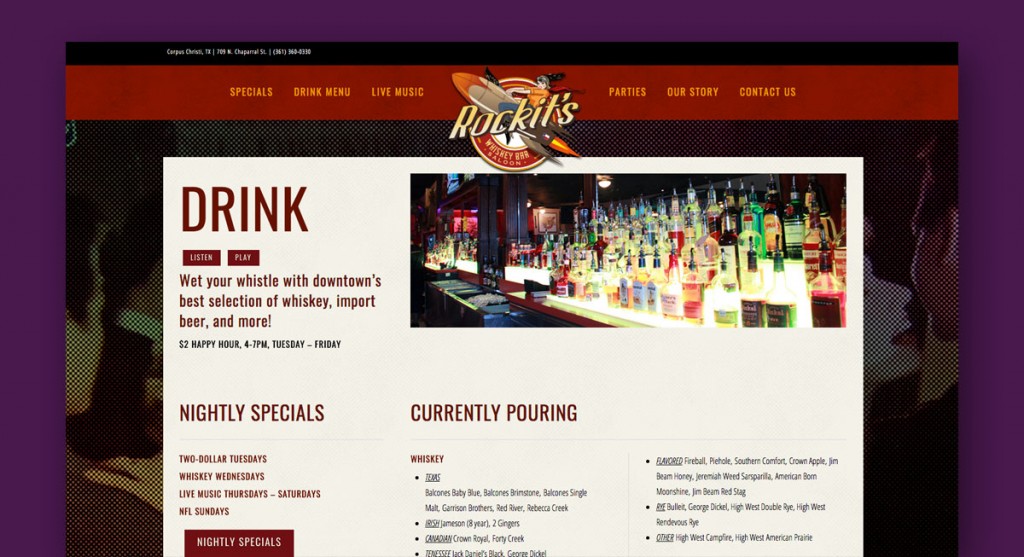 Corpus Christi, TX | 709 N. Chaparral St. | (361) 360-0330
SPECIALS DRINK MENU LIVE MUSIC PARTIES OUR STORY CONTACT US
Rockit's
WHISKEY BAR
SALOON
DRINK
LISTEN PLAY
Wet your whistle with downtown's
best selection of whiskey, import
beer, and more!
$2 HAPPY HOUR, 4-7PM, TUESDAY – FRIDAY
NIGHTLY SPECIALS
TWO-DOLLAR TUESDAYS
WHISKEY WEDNESDAYS
LIVE MUSIC THURSDAYS – SATURDAYS
NFL SUNDAYS
NIGHTLY SPECIALS
CURRENTLY POURING
WHISKEY
• TEXAS
Balcones Baby Blue, Balcones Brimstone, Balcones Single
Malt, Garrison Brothers, Red River, Rebecca Creek
• IRISH Jameson (8 year), 2 Gingers
• CANADIAN Crown Royal, Forty Creek
• TENESSEE Jack Daniel's Black, George Dickel
• FLAVORED Fireball, Piehole, Southern Comfort, Crown Apple, Jim
Beam Honey, Jeremiah Weed Sarsparilla, American Born
Moonshine, Jim Beam Red Stag
• RYE Bulleit, George Dickel, High West Double Rye, High West
Rendevous Rye
• OTHER High West Campfire, High West American Prairie